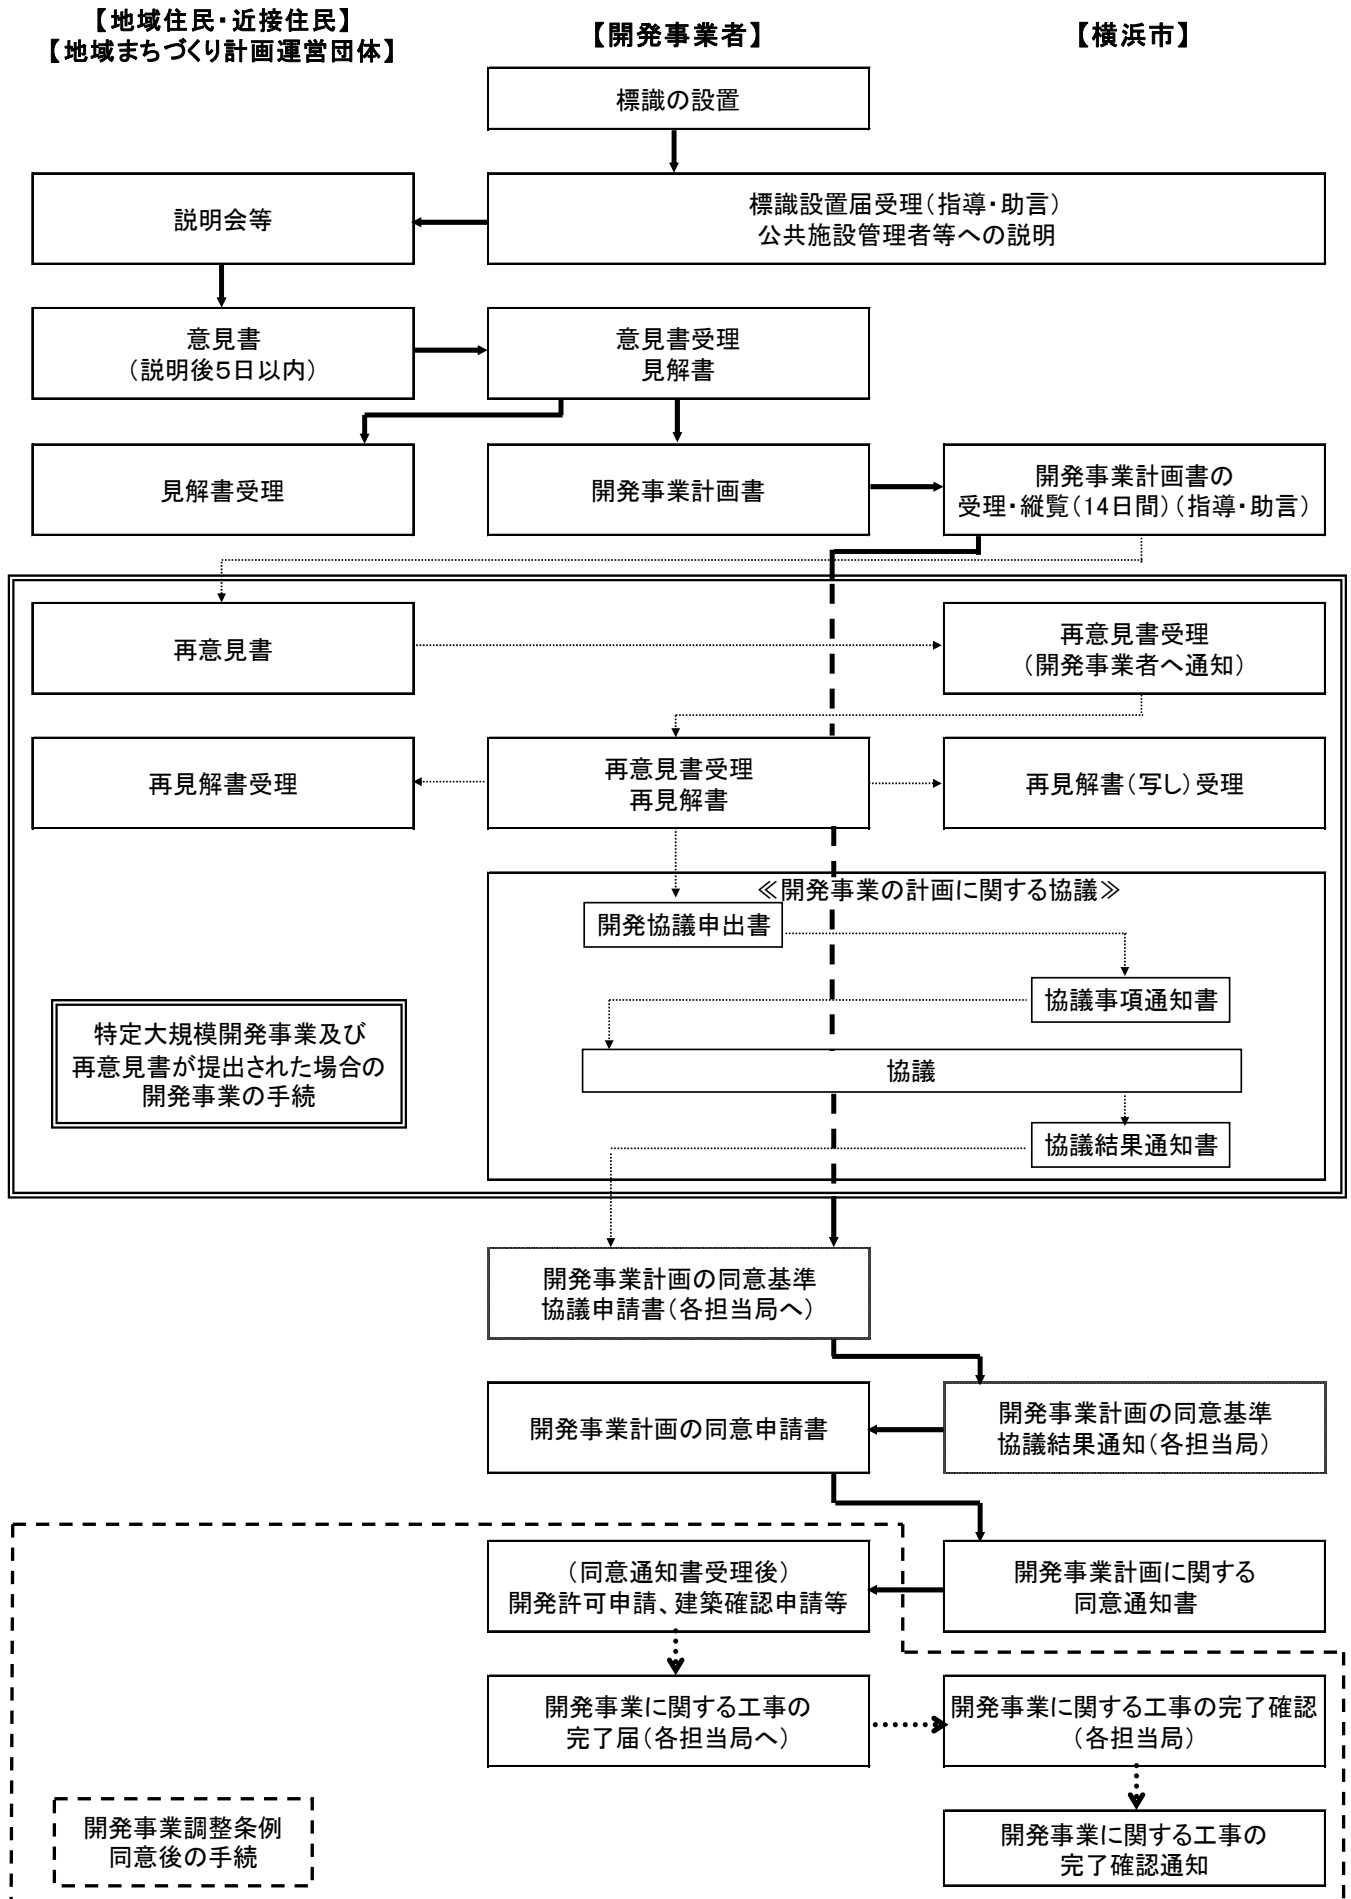 【地域住民・近接住民】
【地域まちづくり計画運営団体】
【開発事業者】
【横浜市】
標識の設置
説明会等
標識設置届受理（指導・助言）
公共施設管理者等への説明
意見書
（説明後５日以内）
意見書受理
見解書
見解書受理
開発事業計画書
開発事業計画書の
受理・縦覧（14日間）（指導・助言）
再意見書
再意見書受理
（開発事業者へ通知）
再見解書受理
再意見書受理
再見解書
再見解書（写し）受理
≪開発事業の計画に関する協議≫
開発協議申出書
協議事項通知書
協議
協議結果通知書
特定大規模開発事業及び
再意見書が提出された場合の
開発事業の手続
開発事業計画の同意基準
協議申請書（各担当局へ）
開発事業計画の同意申請書
開発事業計画の同意基準
協議結果通知（各担当局）
（同意通知書受理後）
開発許可申請、建築確認申請等
開発事業計画に関する
同意通知書
開発事業に関する工事の
完了届（各担当局へ）
開発事業に関する工事の完了確認
（各担当局）
開発事業調整条例
同意後の手続
開発事業に関する工事の
完了確認通知